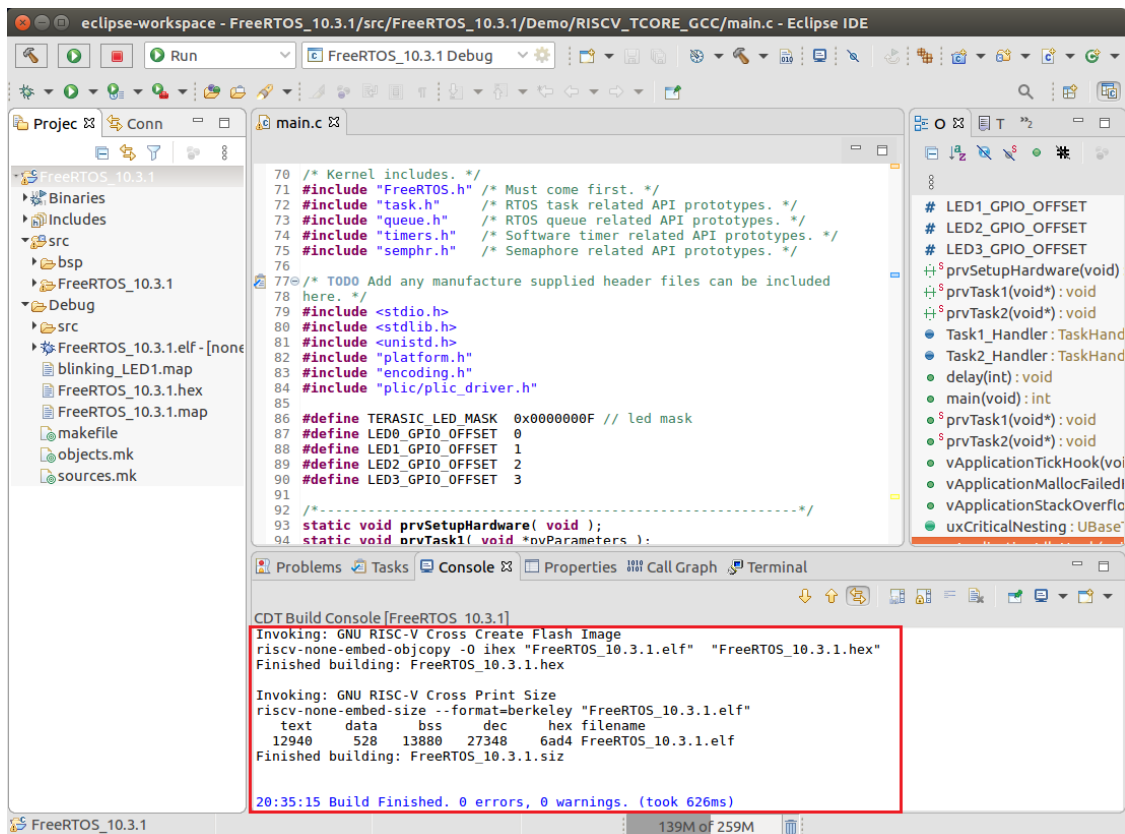 eclipse-workspace - FreeRTOS_10.3.1/src/FreeRTOS_10.3.1/Demo/RISCV_TCORE_GCC/main.c - Eclipse IDE
Run
FreeRTOS_10.3.1 Debug
Projec
Conn
FreeRTOS_10.3.1
Binaries
Includes
src
bsp
FreeRTOS_10.3.1
Debug
src
FreeRTOS_10.3.1.elf - [none
blinking_LED1.map
FreeRTOS_10.3.1.hex
FreeRTOS_10.3.1.map
makefile
objects.mk
sources.mk
main.c
70 /* Kernel includes. */
71 #include "FreeRTOS.h" /* Must come first. */
72 #include "task.h" /* RTOS task related API prototypes. */
73 #include "queue.h" /* RTOS queue related API prototypes. */
74 #include "timers.h" /* Software timer related API prototypes. */
75 #include "semphr.h" /* Semaphore related API prototypes. */
76
77 /* TODO Add any manufacture supplied header files can be included
78 here. */
79 #include <stdio.h>
80 #include <stdlib.h>
81 #include <unistd.h>
82 #include "platform.h"
83 #include "encoding.h"
84 #include "plic/plic_driver.h"
85
86 #define TERASIC_LED_MASK 0x0000000F // led mask
87 #define LED0_GPIO_OFFSET 0
88 #define LED1_GPIO_OFFSET 1
89 #define LED2_GPIO_OFFSET 2
90 #define LED3_GPIO_OFFSET 3
91
92 /*-----------------------------------------------------------*/
93 static void prvSetupHardware( void );
94 static void prvTask1( void *pvParameters );
O
T
»2
# LED1_GPIO_OFFSET
# LED2_GPIO_OFFSET
# LED3_GPIO_OFFSET
prvSetupHardware(void)
prvTask1(void*) : void
prvTask2(void*) : void
Task1_Handler : TaskHand
Task2_Handler : TaskHand
delay(int) : void
main(void) : int
prvTask1(void*) : void
prvTask2(void*) : void
vApplicationTickHook(voi
vApplicationMallocFailed
vApplicationStackOverflo
uxCriticalNesting : UBase
Problems
Tasks
Console
Properties
Call Graph
Terminal
CDT Build Console [FreeRTOS_10.3.1]
Invoking: GNU RISC-V Cross Create Flash Image
riscv-none-embed-objcopy -O ihex "FreeRTOS_10.3.1.elf" "FreeRTOS_10.3.1.hex"
Finished building: FreeRTOS_10.3.1.hex
Invoking: GNU RISC-V Cross Print Size
riscv-none-embed-size --format=berkeley "FreeRTOS_10.3.1.elf"
text data bss dec hex filename
12940 528 13880 27348 6ad4 FreeRTOS_10.3.1.elf
Finished building: FreeRTOS_10.3.1.siz
20:35:15 Build Finished. 0 errors, 0 warnings. (took 626ms)
FreeRTOS_10.3.1
139M of 259M